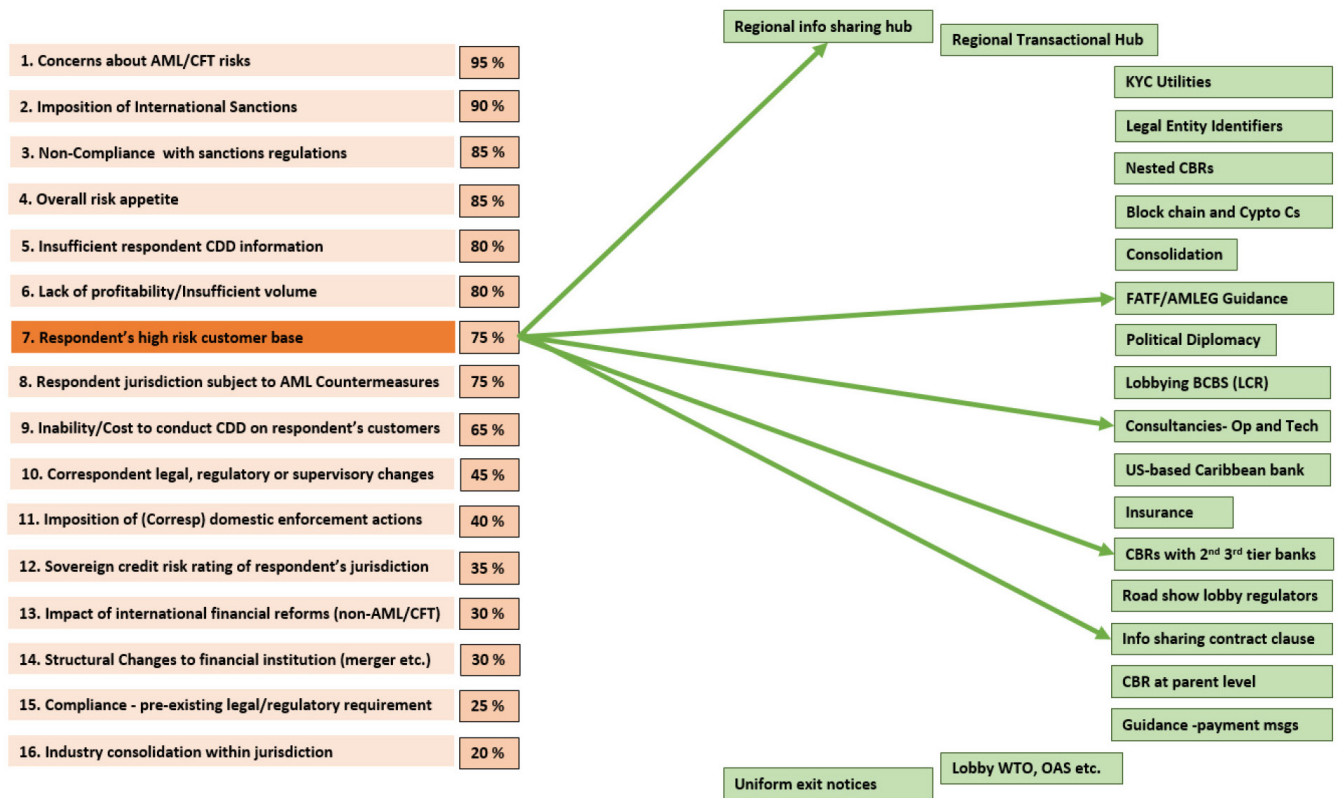 Regional info sharing hub
Regional Transactional Hub
1. Concerns about AML/CFT risks 95 %
2. Imposition of International Sanctions 90 %
3. Non-Compliance with sanctions regulations 85 %
4. Overall risk appetite 85 %
5. Insufficient respondent CDD information 80 %
6. Lack of profitability/Insufficient volume 80 %
7. Respondent's high risk customer base 75 %
8. Respondent jurisdiction subject to AML Countermeasures 75 %
9. Inability/Cost to conduct CDD on respondent's customers 65 %
10. Correspondent legal, regulatory or supervisory changes 45 %
11. Imposition of (Corresp) domestic enforcement actions 40 %
12. Sovereign credit risk rating of respondent's jurisdiction 35 %
13. Impact of international financial reforms (non-AML/CFT) 30 %
14. Structural Changes to financial institution (merger etc.) 30 %
15. Compliance - pre-existing legal/regulatory requirement 25 %
16. Industry consolidation within jurisdiction 20 %
KYC Utilities
Legal Entity Identifiers
Nested CBRs
Block chain and Cypto Cs
Consolidation
FATF/AMLEG Guidance
Political Diplomacy
Lobbying BCBS (LCR)
Consultancies- Op and Tech
US-based Caribbean bank
Insurance
CBRs with 2nd 3rd tier banks
Road show lobby regulators
Info sharing contract clause
CBR at parent level
Guidance -payment msgs
Lobby WTO, OAS etc.
Uniform exit notices